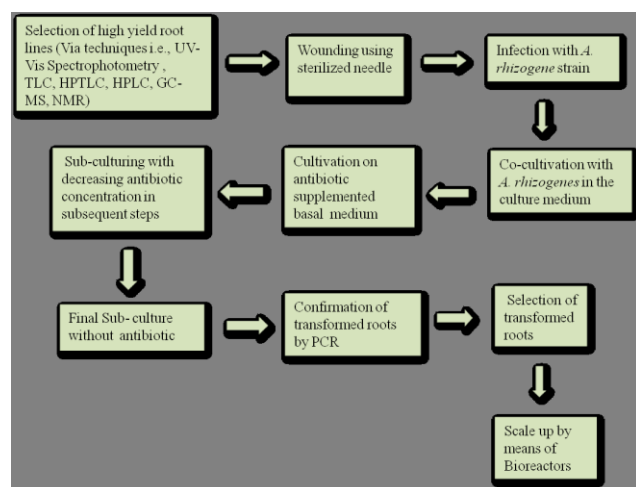 Selection of high yield root
lines (Via techniques i.e., UV-
Vis Spectrophotometry ,
TLC, HPTLC, HPLC, GC-
MS, NMR)
Wounding using
sterilized needle
Infection with A.
rhizogene strain
Co-cultivation with
A. rhizogenes in the
culture medium
Cultivation on
antibiotic
supplemented
basal medium
Sub-culturing with
decreasing antibiotic
concentration in
subsequent steps
Final Sub- culture
without antibiotic
Confirmation of
transformed roots
by PCR
Selection of
transformed
roots
Scale up by
means of
Bioreactors